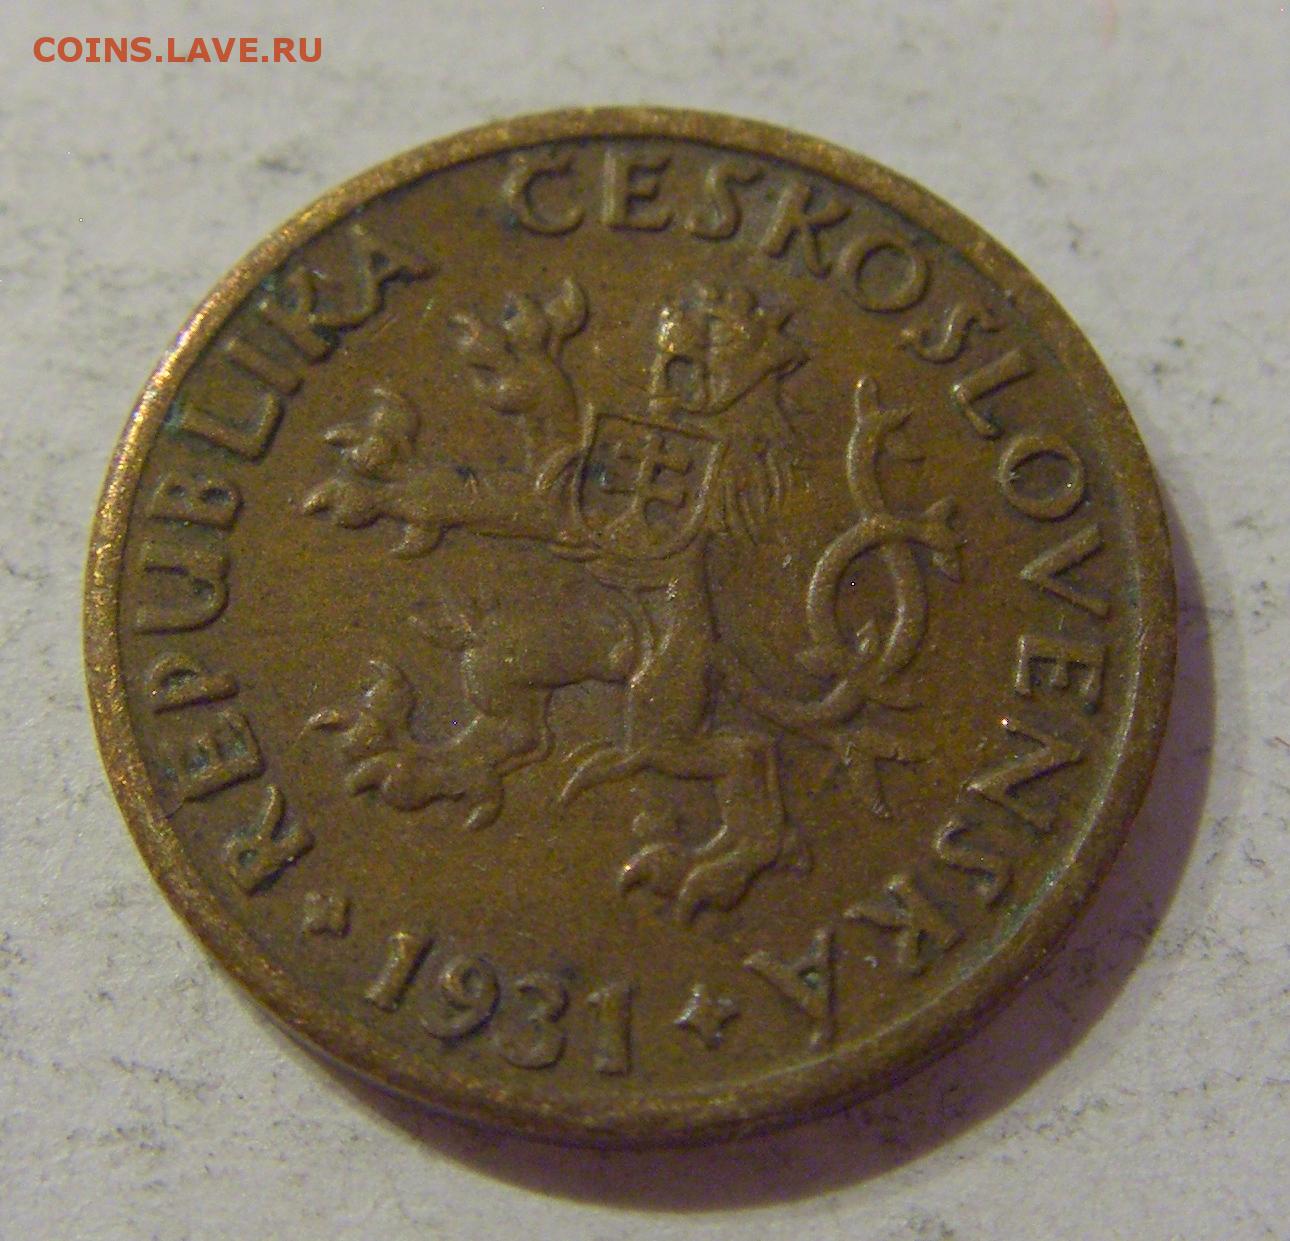 COINS.LAVE.RU
REPUBLIKA ČESKOSLOVENSKÁ
1931